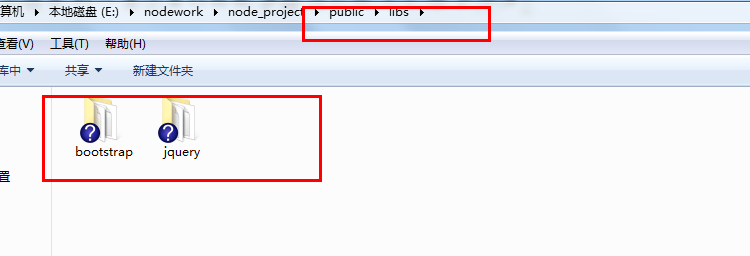 算机 ▸ 本地磁盘 (E:) ▸ nodework ▸ node_project ▸ public ▸ libs ▸
查看(V) 工具(T) 帮助(H)
库中 ▾ 共享 ▾ 新建文件夹
bootstrap jquery
置